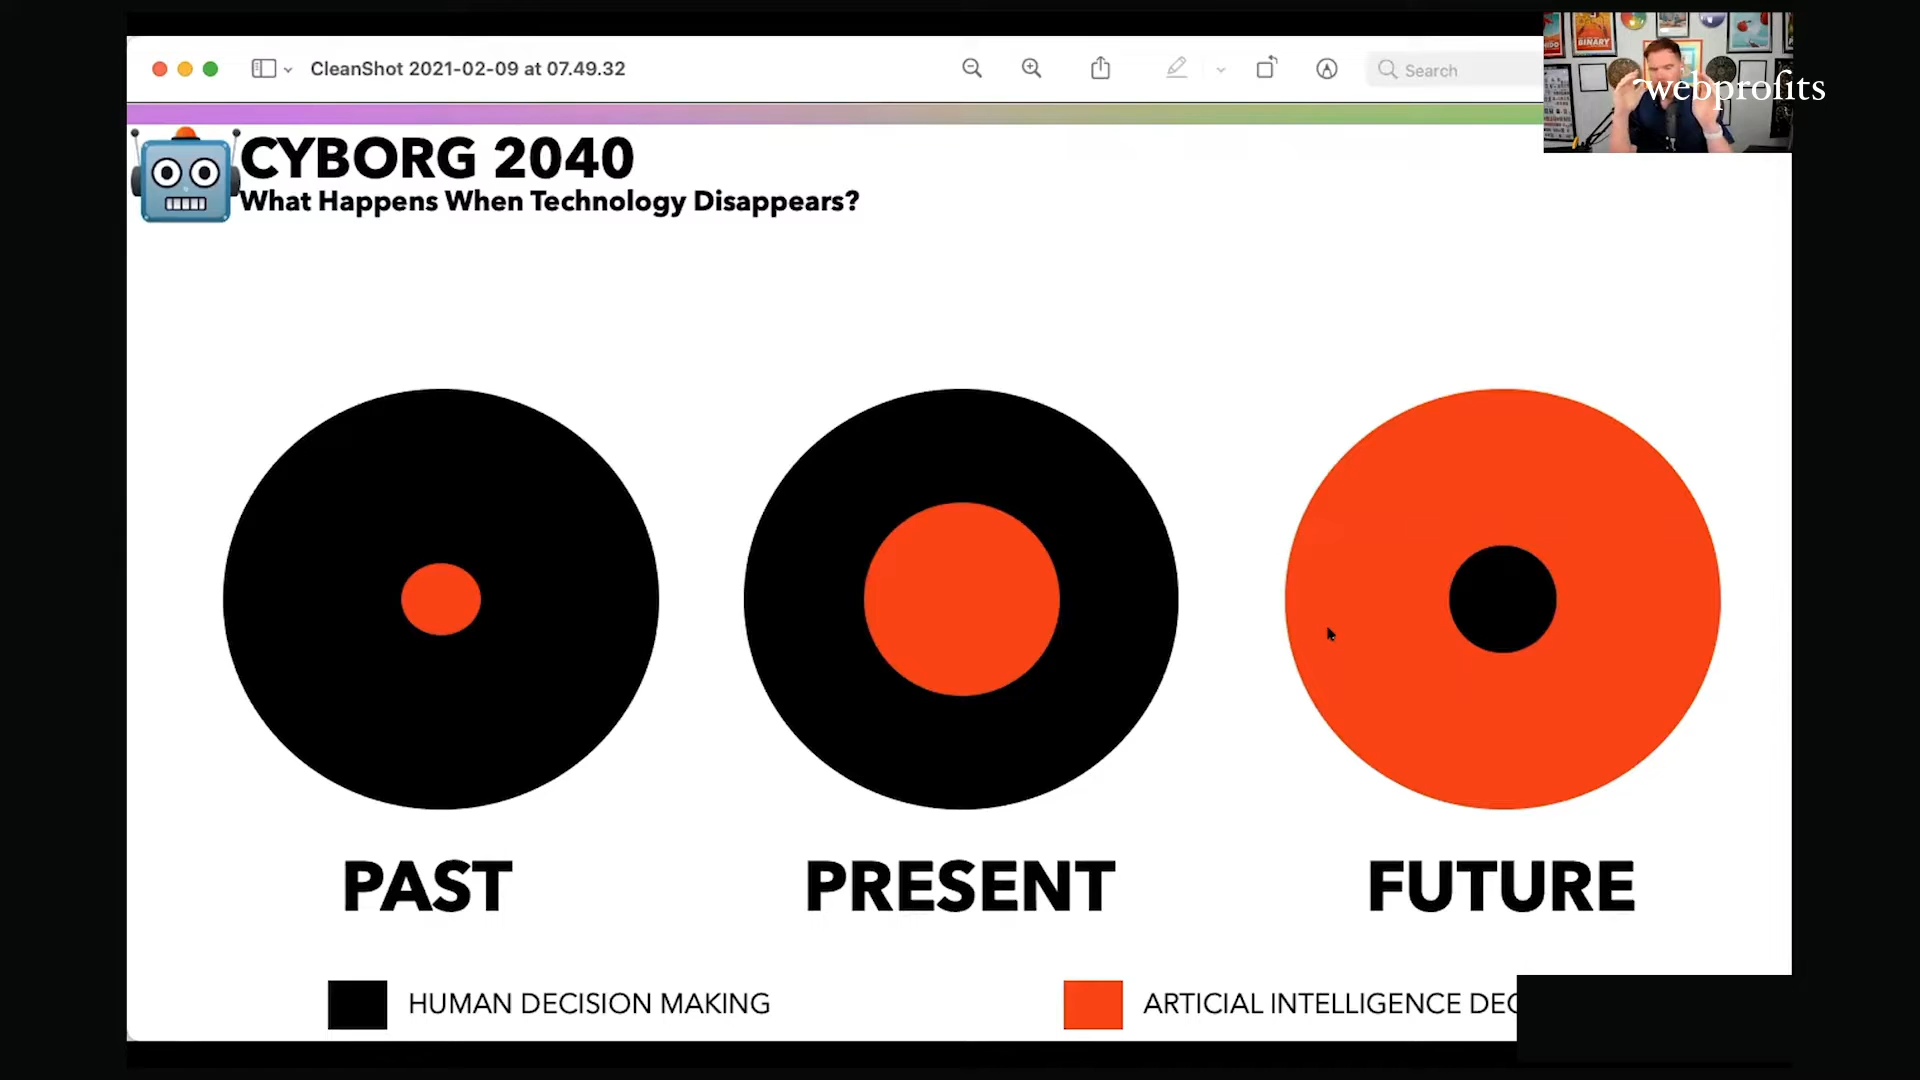 CleanShot 2021-02-09 at 07.49.32
Search
BINARY
webprofits
CYBORG 2040
What Happens When Technology Disappears?
PAST
PRESENT
FUTURE
HUMAN DECISION MAKING
ARTICIAL INTELLIGENCE DEC